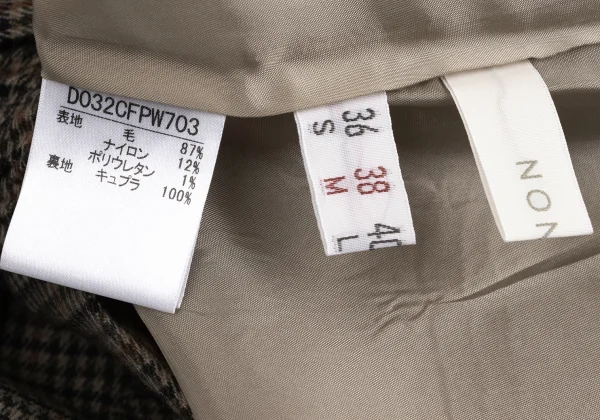 D032CFPW703
表地
毛 87%
ナイロン 12%
ポリウレタン 1%
裏地 キュプラ 100%
36 38 40
S M L
NON